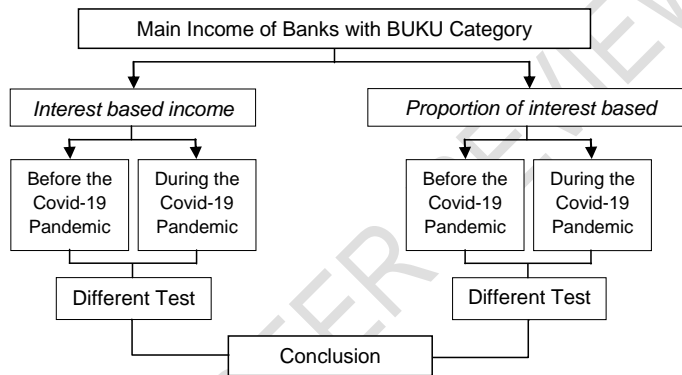 Main Income of Banks with BUKU Category
Interest based income
Proportion of interest based
Before the
Covid-19
Pandemic
During the
Covid-19
Pandemic
Before the
Covid-19
Pandemic
During the
Covid-19
Pandemic
Different Test
Different Test
Conclusion